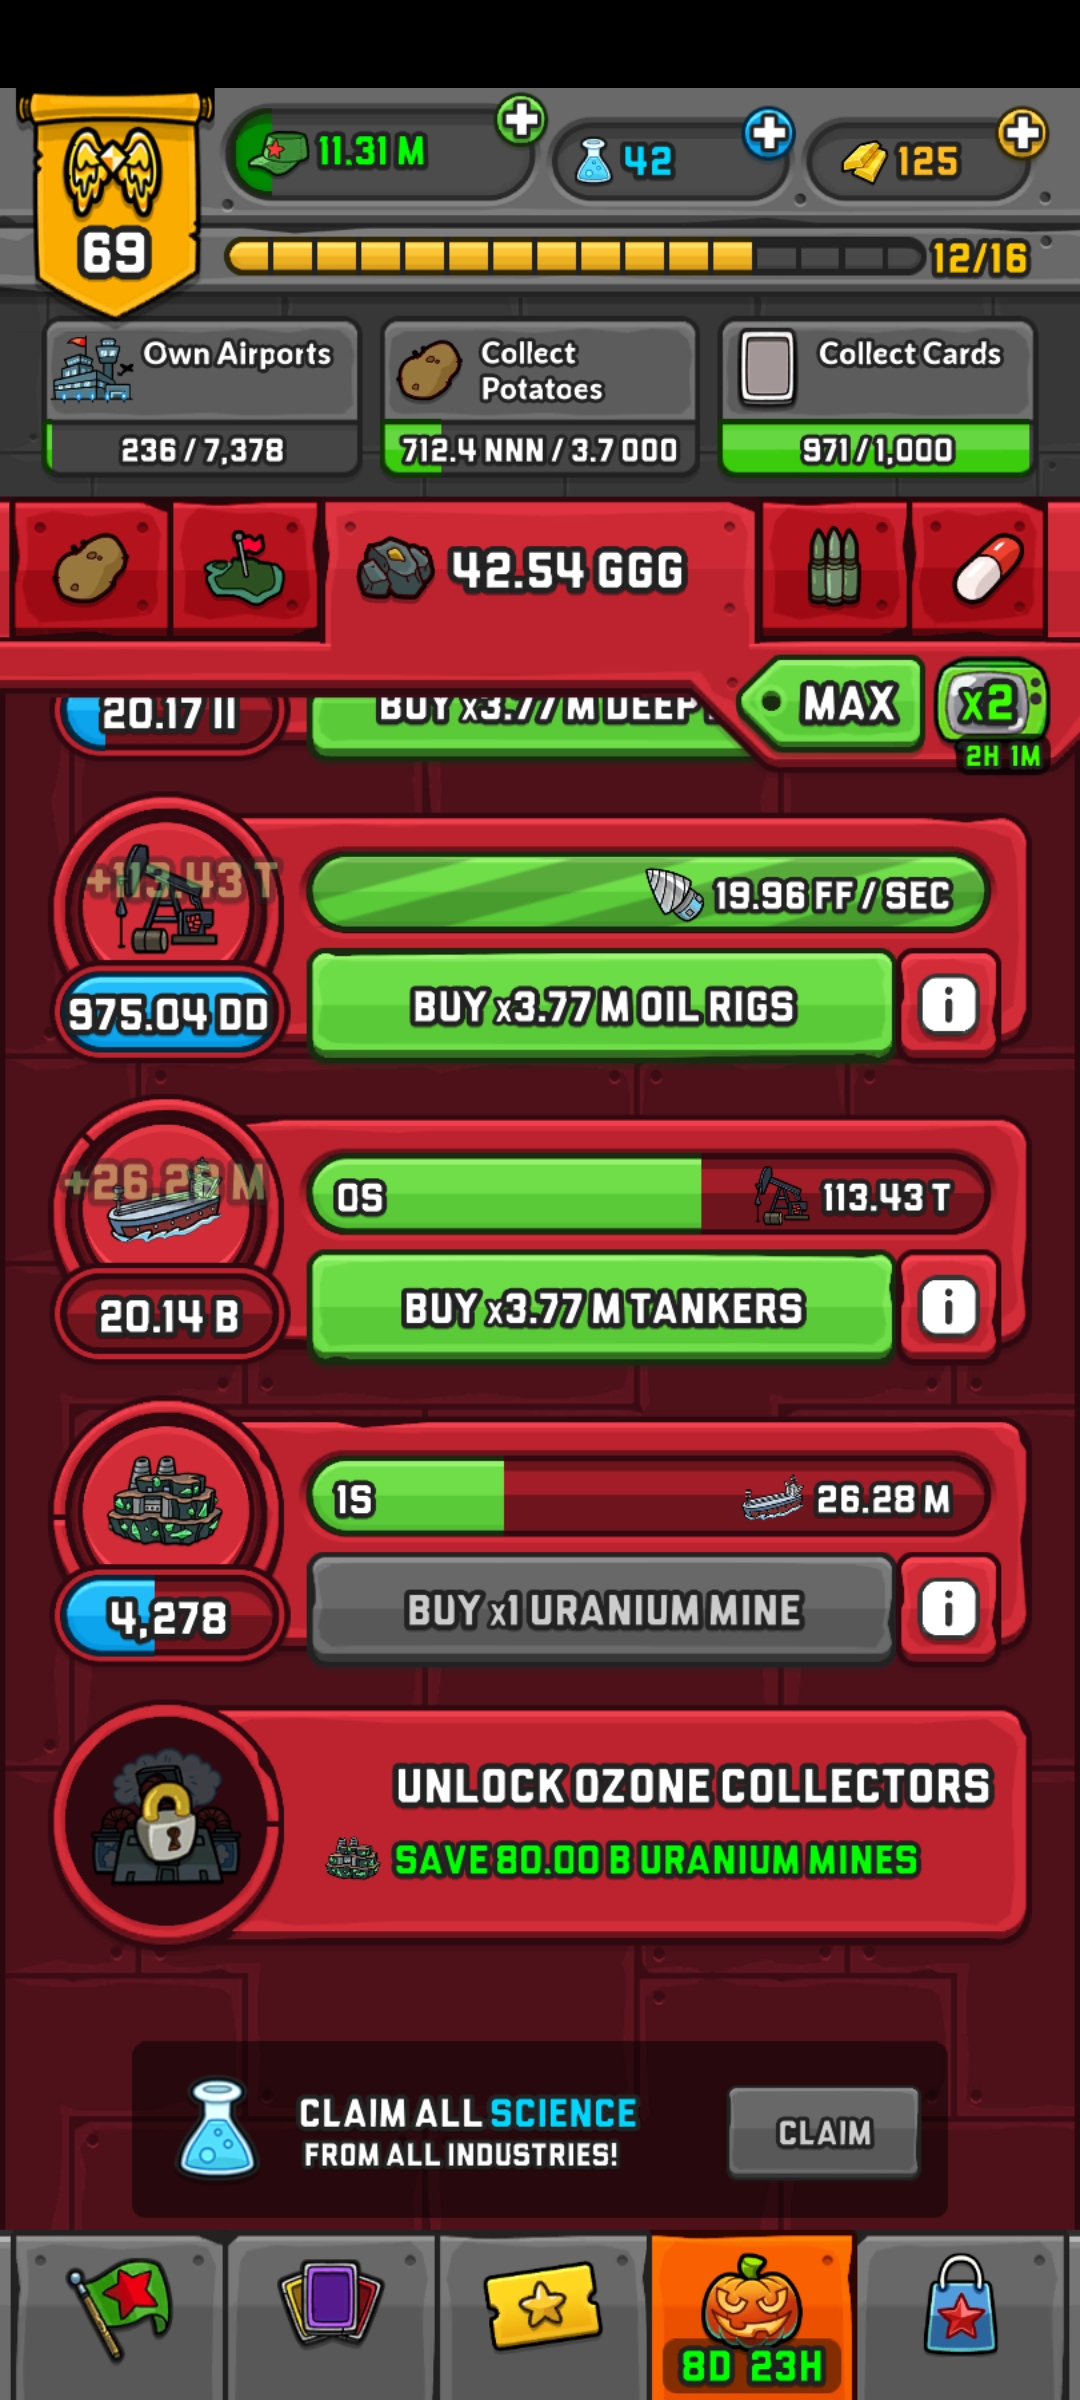 69
11.31 M
42
125
12/16
Own Airports
236 / 7,378
Collect
Potatoes
712.4 NNN / 3.7 OOO
Collect Cards
971 / 1,000
42.54 GGG
MAX
x2
2H 1M
20.17 II
BUY x3.77 M DEEP
+113.43 T
19.96 FF / SEC
975.04 DD
BUY x3.77 M OIL RIGS
i
+26.28 M
0S
113.43 T
20.14 B
BUY x3.77 M TANKERS
i
1S
26.28 M
4,278
BUY x1 URANIUM MINE
i
UNLOCK OZONE COLLECTORS
SAVE 80.00 B URANIUM MINES
CLAIM ALL SCIENCE
FROM ALL INDUSTRIES!
CLAIM
8D 23H